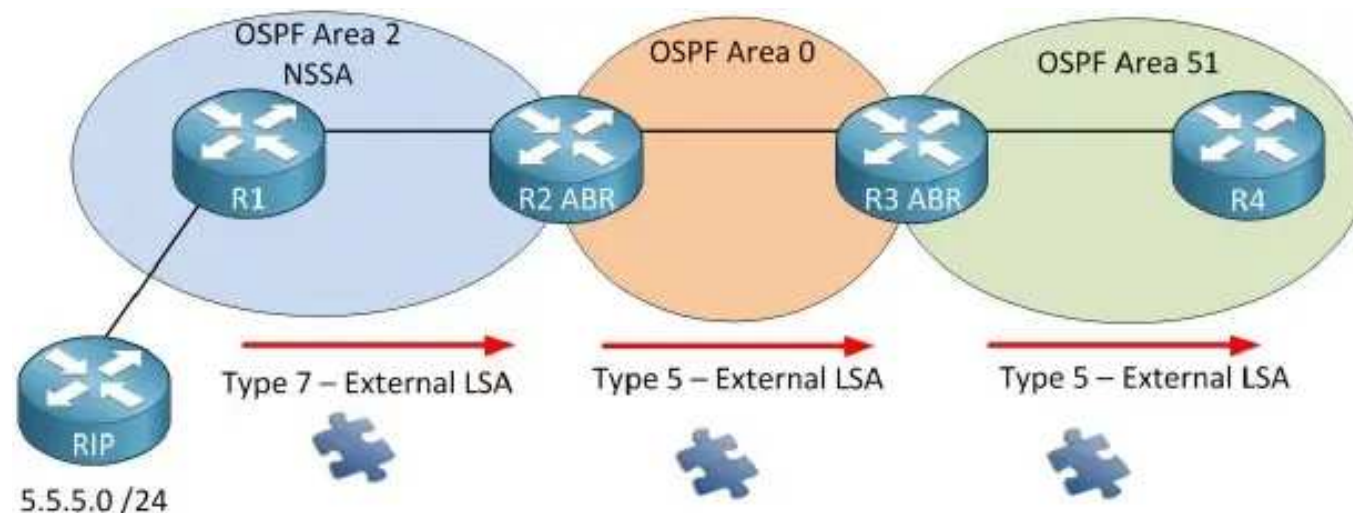 OSPF Area 2
NSSA
OSPF Area 0
OSPF Area 51
R1
R2 ABR
R3 ABR
R4
Type 7 – External LSA
Type 5 – External LSA
Type 5 – External LSA
RIP
5.5.5.0 /24